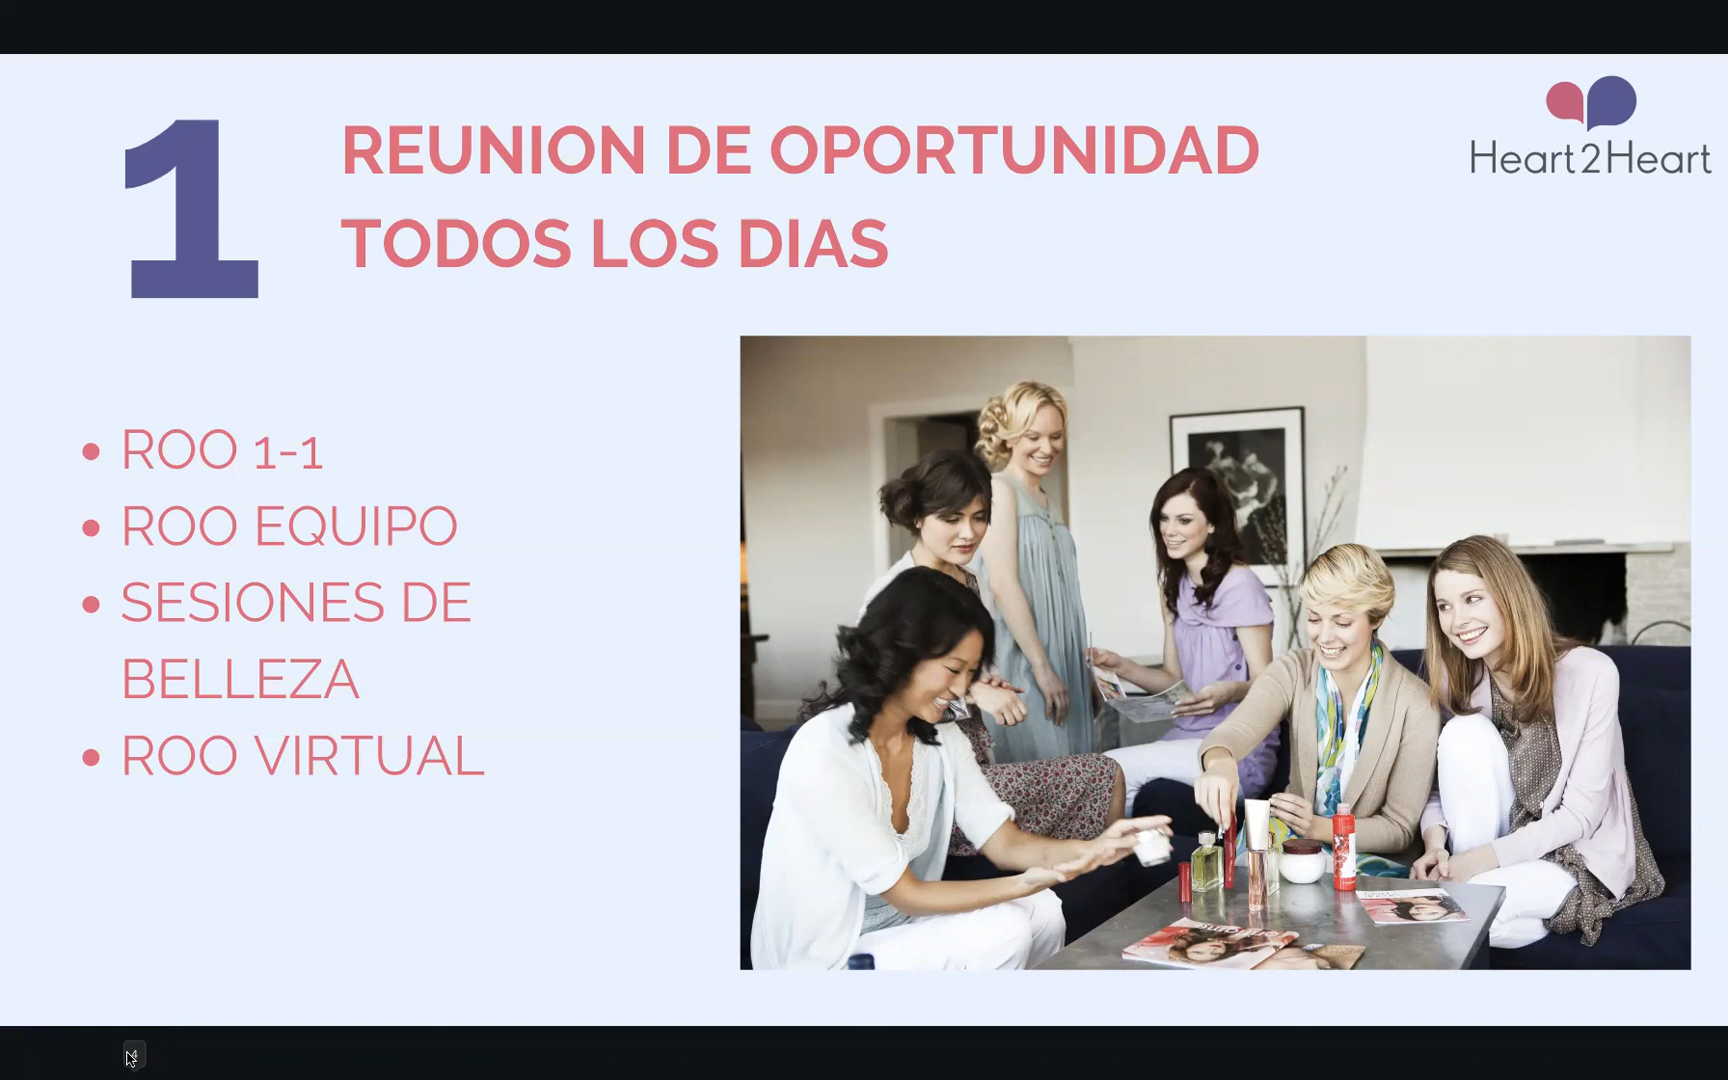 1
REUNION DE OPORTUNIDAD
TODOS LOS DIAS
Heart2Heart
ROO 1-1
ROO EQUIPO
SESIONES DE
BELLEZA
ROO VIRTUAL